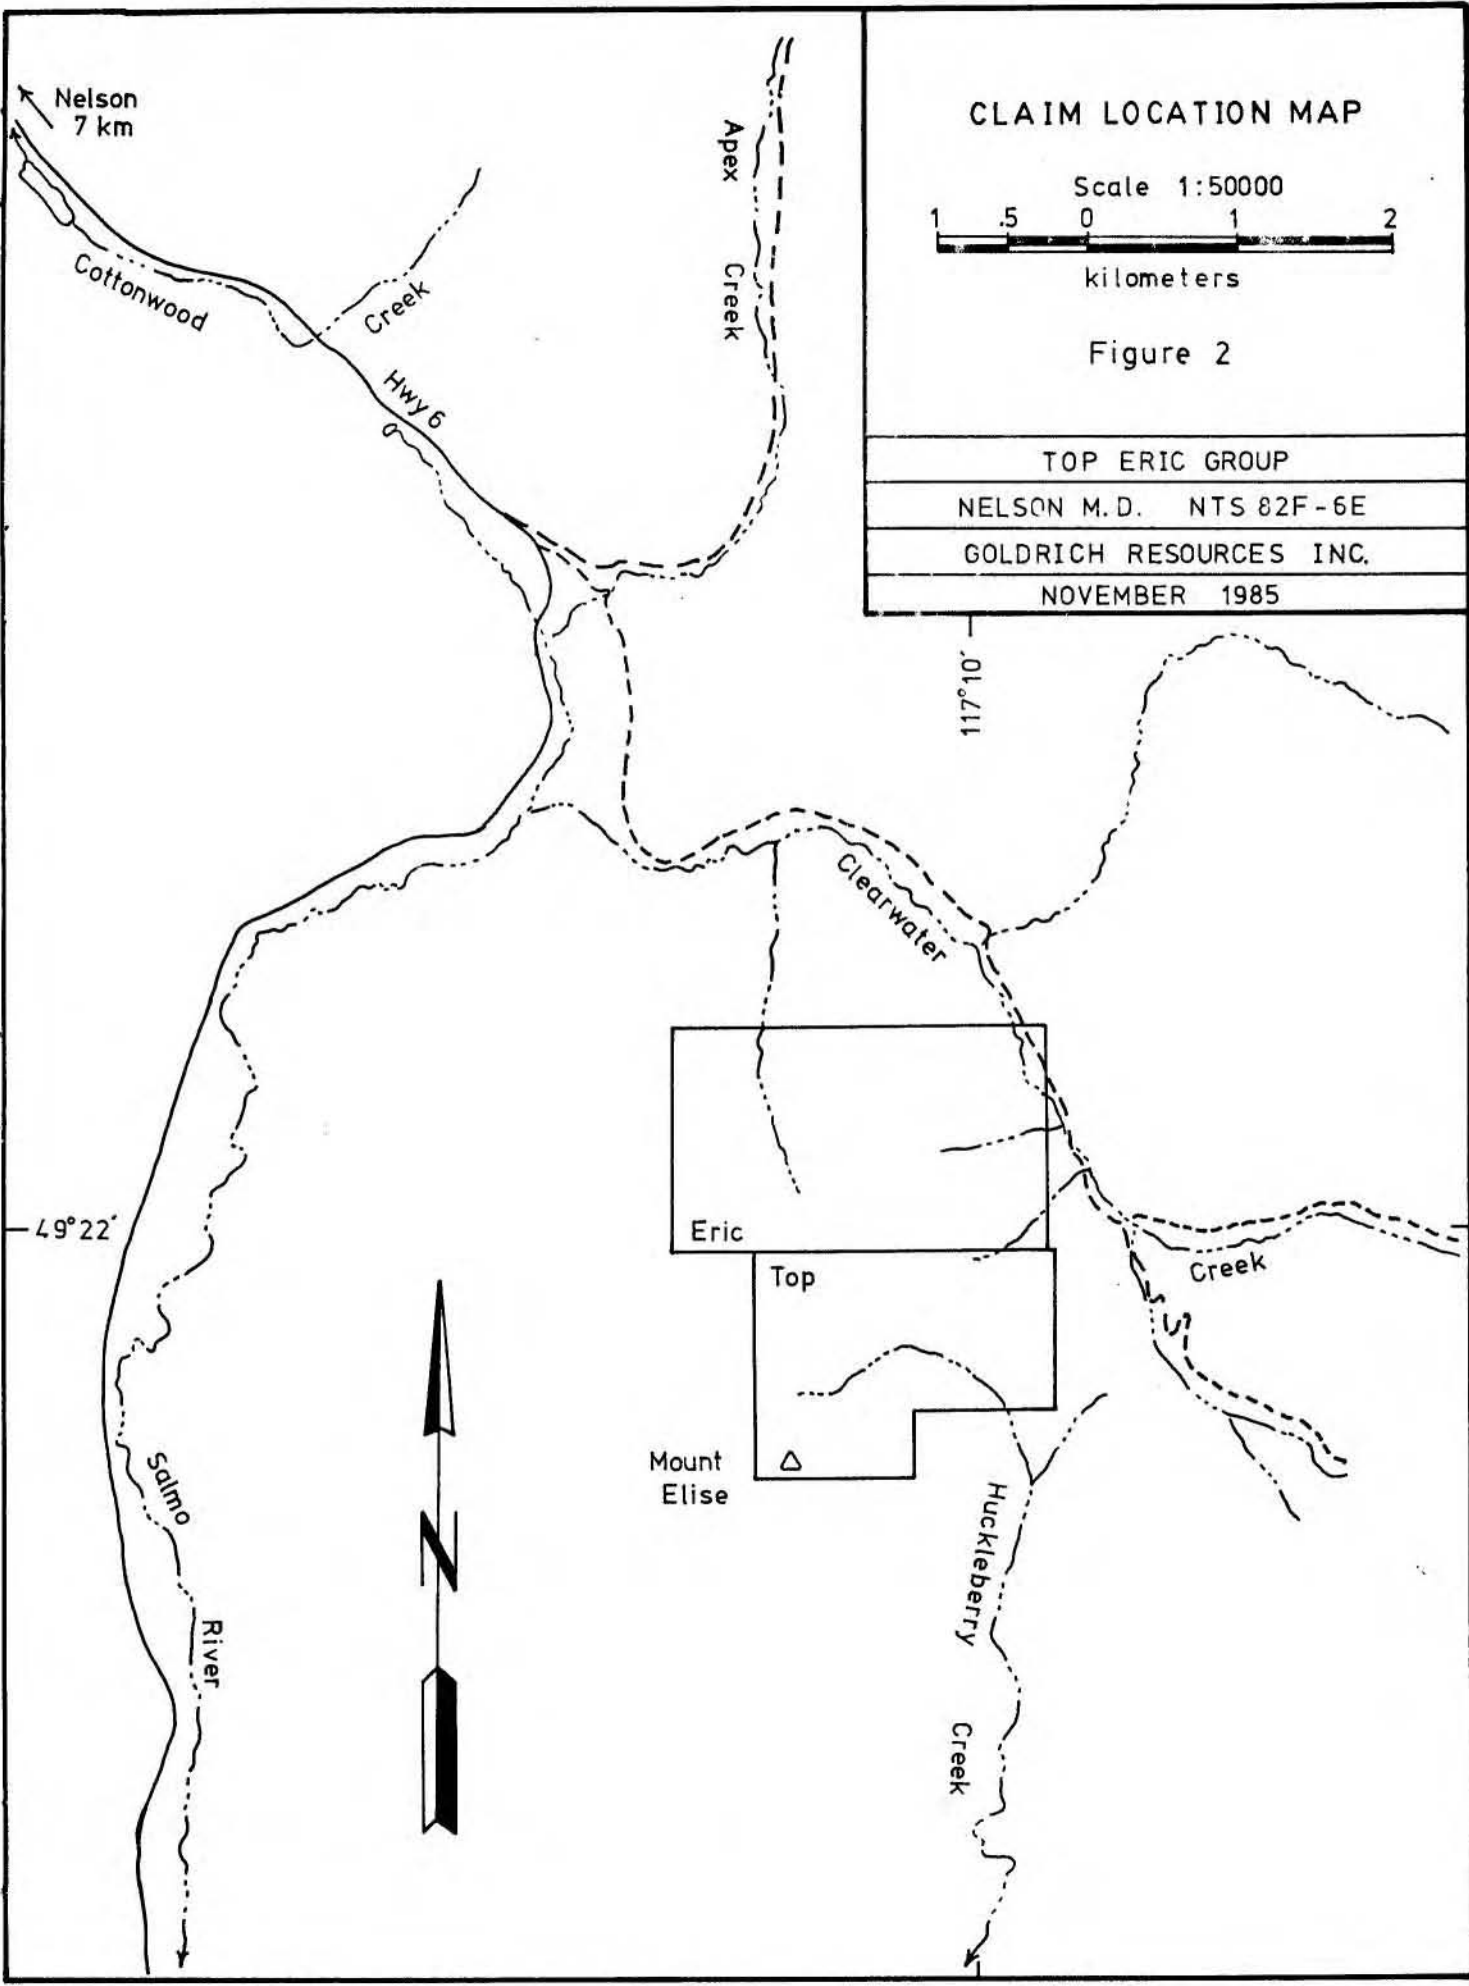 Nelson
7 km
Cottonwood
Creek
Hwy 6
Apex
Creek
CLAIM LOCATION MAP
Scale 1:50000
1 .5 0 1 2
kilometers
Figure 2
TOP ERIC GROUP
NELSON M.D. NTS 82F-6E
GOLDRICH RESOURCES INC.
NOVEMBER 1985
117°10'
Clearwater
Creek
49°22'
Eric
Top
Mount
Elise
N
Salmo
River
Huckleberry
Creek